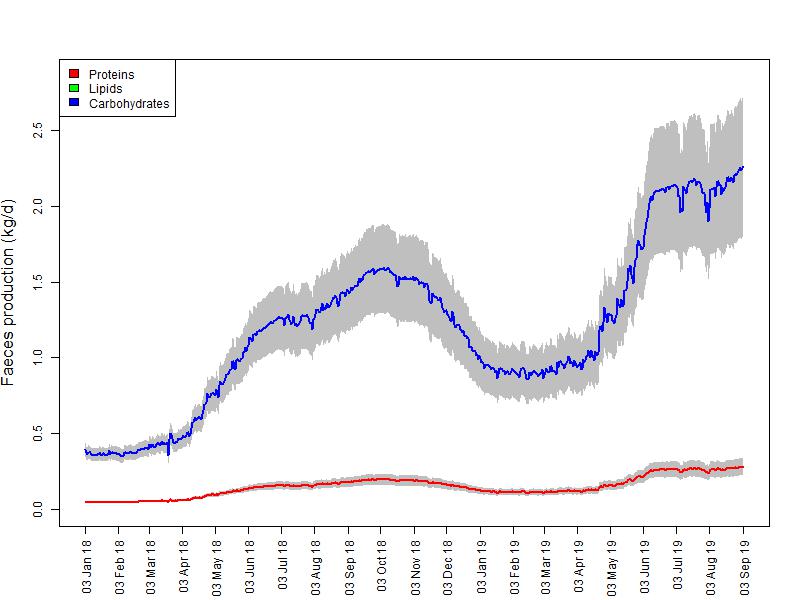 Proteins
Lipids
Carbohydrates
Faeces production (kg/d)
2.5
2.0
1.5
1.0
0.5
0.0
03 Jan 18
03 Feb 18
03 Mar 18
03 Apr 18
03 May 18
03 Jun 18
03 Jul 18
03 Aug 18
03 Sep 18
03 Oct 18
03 Nov 18
03 Dec 18
03 Jan 19
03 Feb 19
03 Mar 19
03 Apr 19
03 May 19
03 Jun 19
03 Jul 19
03 Aug 19
03 Sep 19